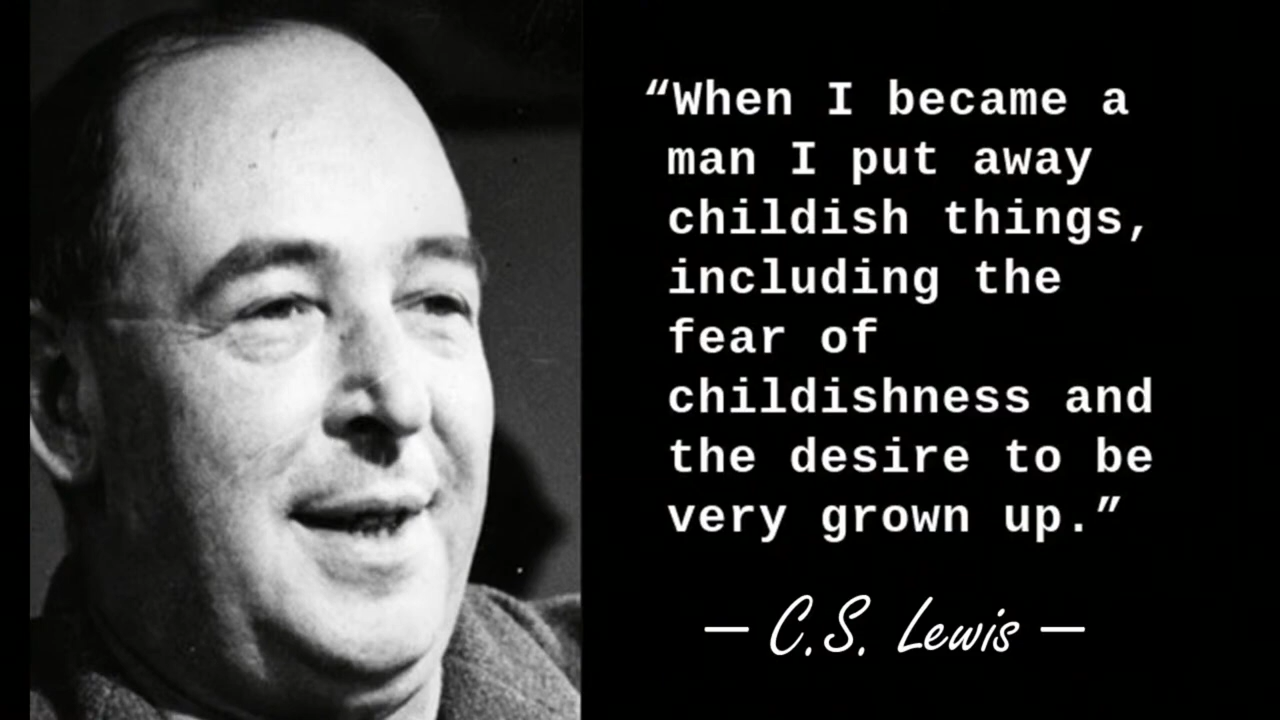 “When I became a
man I put away
childish things,
including the
fear of
childishness and
the desire to be
very grown up.”
— C.S. Lewis —